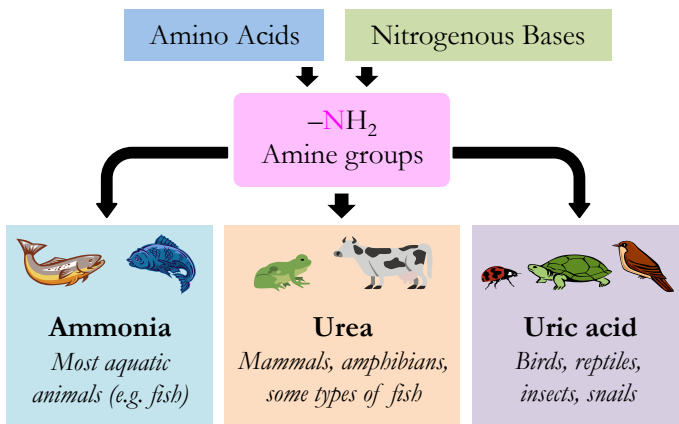 Amino Acids
Nitrogenous Bases
–NH₂
Amine groups
Ammonia
Most aquatic
animals (e.g. fish)
Urea
Mammals, amphibians,
some types of fish
Uric acid
Birds, reptiles,
insects, snails